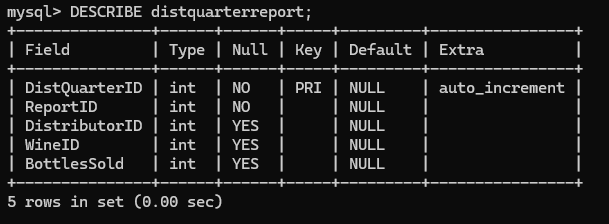 mysql> DESCRIBE distquarterreport;
+---------------+------+------+-----+---------+----------------+
| Field         | Type | Null | Key | Default | Extra          |
+---------------+------+------+-----+---------+----------------+
| DistQuarterID | int  | NO   | PRI | NULL    | auto_increment |
| ReportID      | int  | NO   |     | NULL    |                |
| DistributorID | int  | YES  |     | NULL    |                |
| WineID        | int  | YES  |     | NULL    |                |
| BottlesSold   | int  | YES  |     | NULL    |                |
+---------------+------+------+-----+---------+----------------+
5 rows in set (0.00 sec)